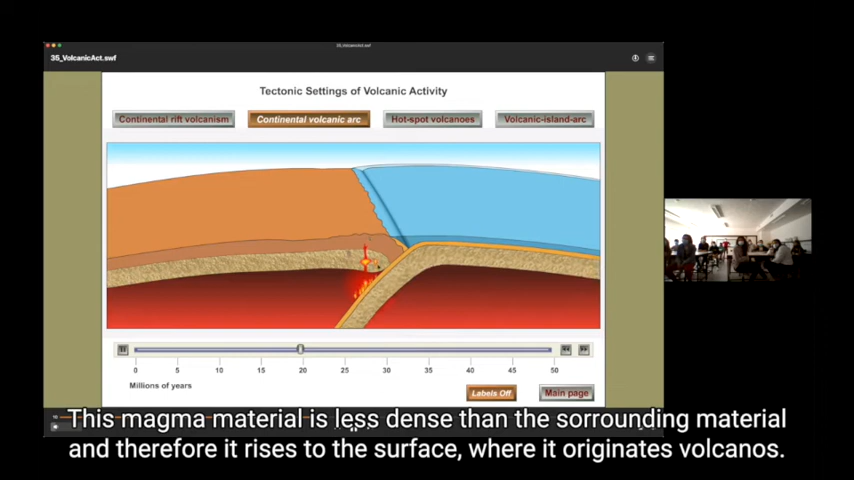 35_VolcanicAct.swf
35_VolcanicAct.swf
Tectonic Settings of Volcanic Activity
Continental rift volcanism
Continental volcanic arc
Hot-spot volcanoes
Volcanic-island-arc
0 5 10 15 20 25 30 35 40 45 50
Millions of years
Labels Off
Main page
This magma material is less dense than the sorrounding material
and therefore it rises to the surface, where it originates volcanos.